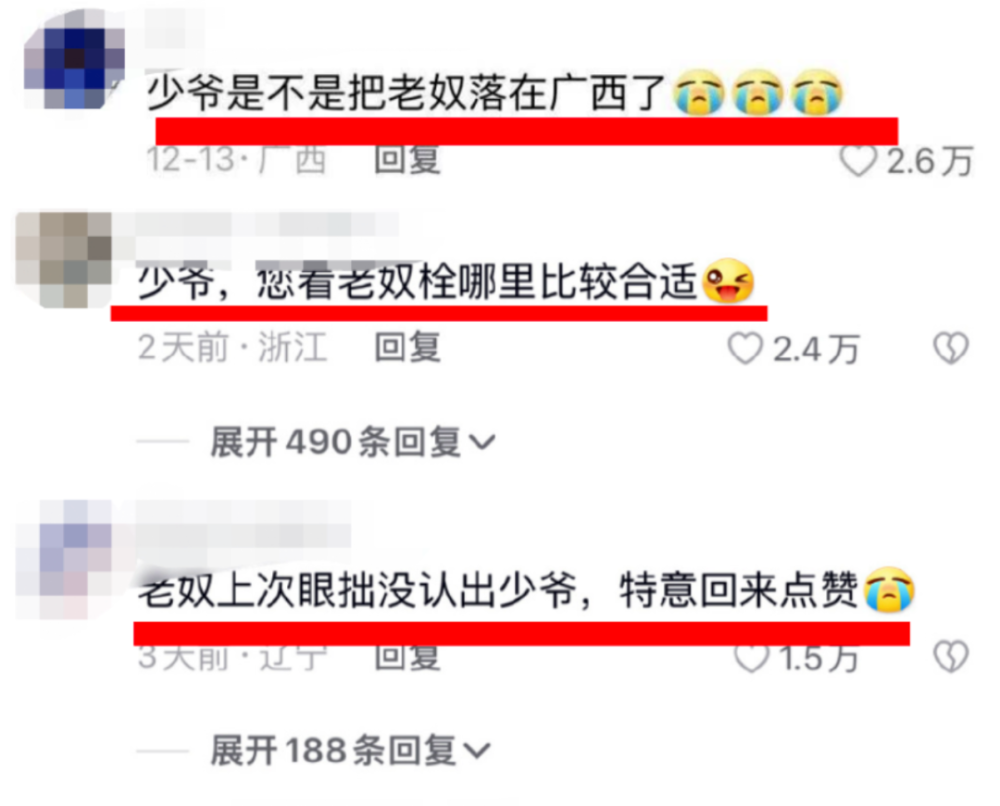 少爷是不是把老奴落在广西了😭😭😭
12-13·广西 回复 2.6万
少爷，您看老奴栓哪里比较合适😜
2天前·浙江 回复 2.4万
展开490条回复
老奴上次眼拙没认出少爷，特意回来点赞😭
3天前·辽宁 回复 1.5万
展开188条回复